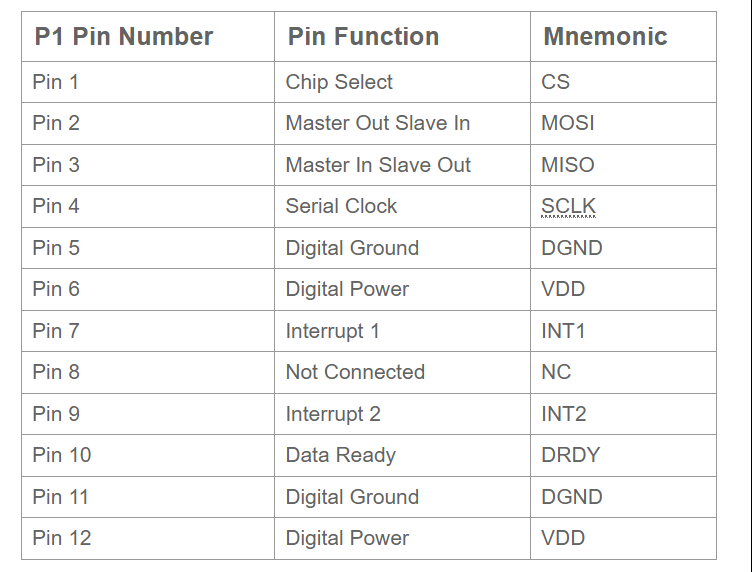 P1 Pin Number Pin Function Mnemonic
Pin 1 Chip Select CS
Pin 2 Master Out Slave In MOSI
Pin 3 Master In Slave Out MISO
Pin 4 Serial Clock SCLK
Pin 5 Digital Ground DGND
Pin 6 Digital Power VDD
Pin 7 Interrupt 1 INT1
Pin 8 Not Connected NC
Pin 9 Interrupt 2 INT2
Pin 10 Data Ready DRDY
Pin 11 Digital Ground DGND
Pin 12 Digital Power VDD